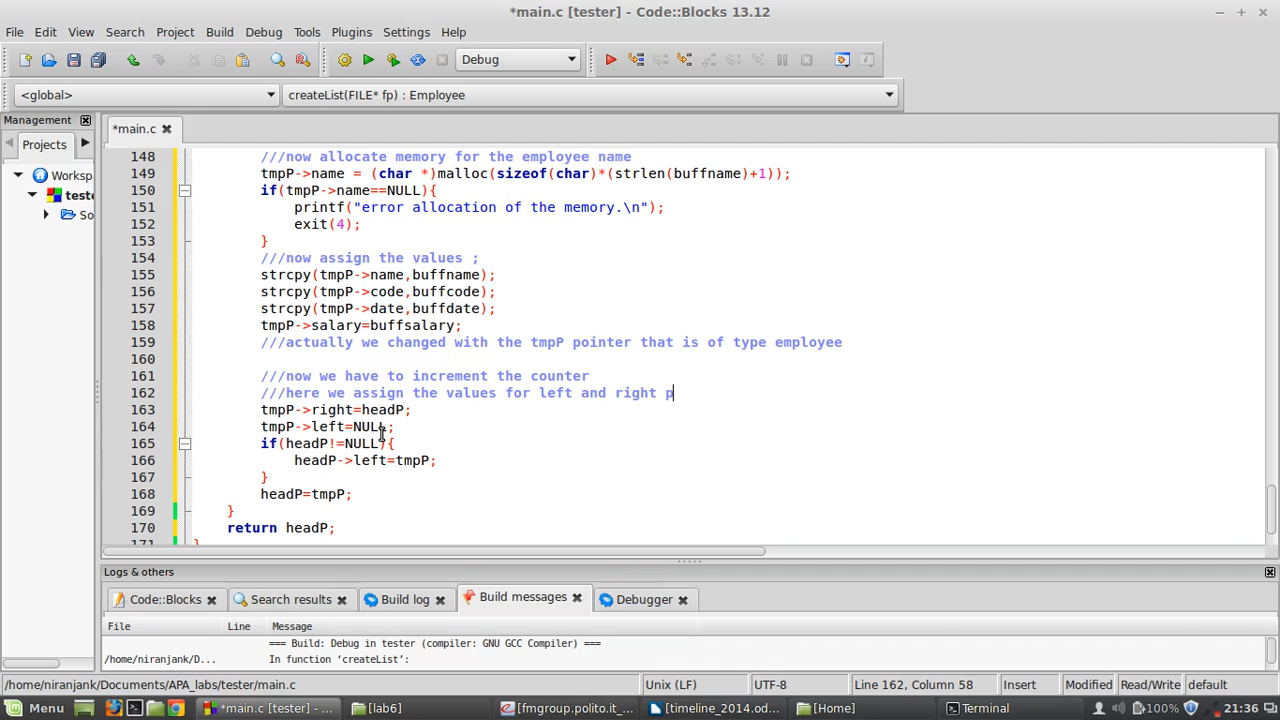 *main.c [tester] - Code::Blocks 13.12
File Edit View Search Project Build Debug Tools Plugins Settings Help
Debug
<global> createList(FILE* fp) : Employee
Management
*main.c
Projects
Worksp
teste
So
148 ///now allocate memory for the employee name
149 tmpP->name = (char *)malloc(sizeof(char)*(strlen(buffname)+1));
150 if(tmpP->name==NULL){
151 printf("error allocation of the memory.\n");
152 exit(4);
153 }
154 ///now assign the values ;
155 strcpy(tmpP->name,buffname);
156 strcpy(tmpP->code,buffcode);
157 strcpy(tmpP->date,buffdate);
158 tmpP->salary=buffsalary;
159 ///actually we changed with the tmpP pointer that is of type employee
160
161 ///now we have to increment the counter
162 ///here we assign the values for left and right p
163 tmpP->right=headP;
164 tmpP->left=NULL;
165 if(headP!=NULL){
166 headP->left=tmpP;
167 }
168 headP=tmpP;
169 }
170 return headP;
171 }
Logs & others
Code::Blocks Search results Build log Build messages Debugger
File Line Message
=== Build: Debug in tester (compiler: GNU GCC Compiler) ===
/home/niranjank/D... In function ‘createList’:
/home/niranjank/Documents/APA_labs/tester/main.c Unix (LF) UTF-8 Line 162, Column 58 Insert Modified Read/Write default
Menu *main.c [tester] - ... [lab6] [fmgroup.polito.it_... [timeline_2014.od... [Home] Terminal 100% 21:36